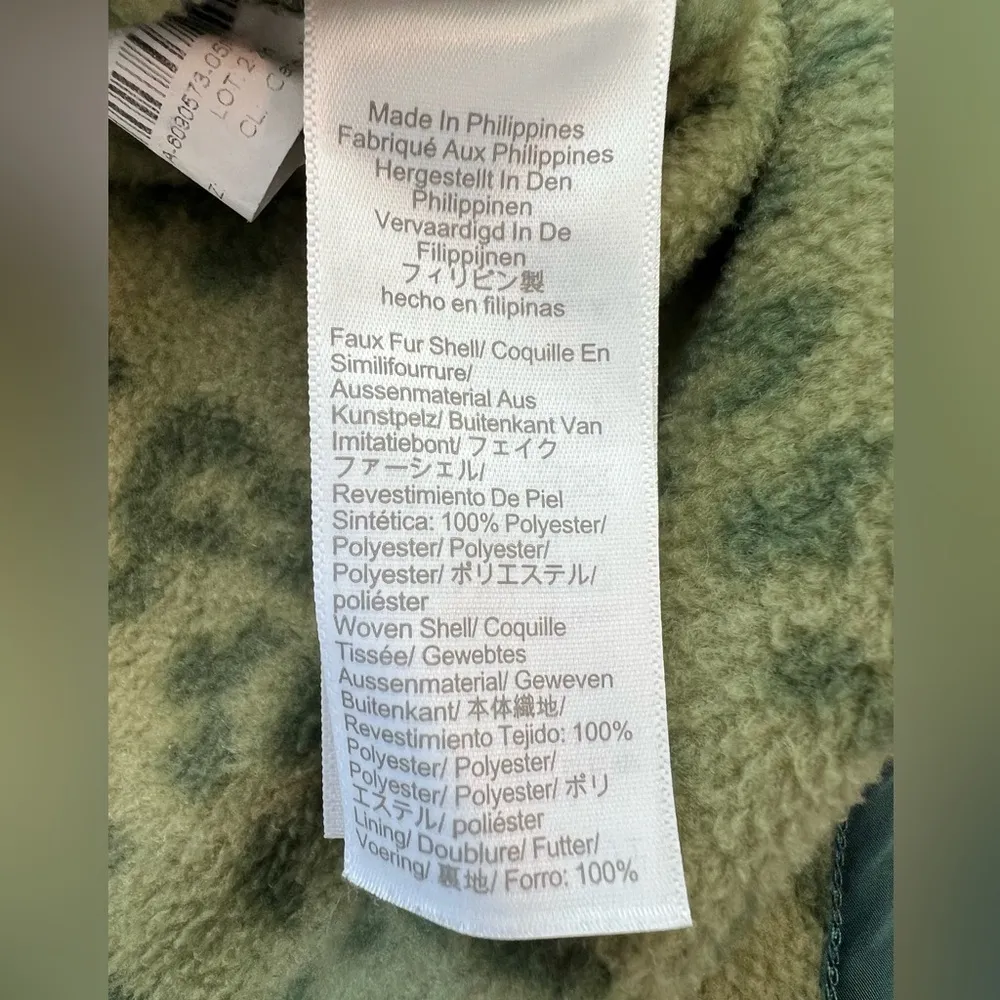 A-6090573-05
LOT. 2
CL.
Made In Philippines
Fabriqué Aux Philippines
Hergestellt In Den
Philippinen
Vervaardigd In De
Filippijnen
フィリピン製
hecho en filipinas
Faux Fur Shell/ Coquille En
Similifourrure/
Aussenmaterial Aus
Kunstpelz/ Buitenkant Van
Imitatiebont/ フェイク
ファーシェル/
Revestimiento De Piel
Sintética: 100% Polyester/
Polyester/ Polyester/
Polyester/ ポリエステル/
poliéster
Woven Shell/ Coquille
Tissée/ Gewebtes
Aussenmaterial/ Geweven
Buitenkant/ 本体織地/
Revestimiento Tejido: 100%
Polyester/ Polyester/
Polyester/ Polyester/ ポリ
エステル/ poliéster
Lining/ Doublure/ Futter/
Voering/ 裏地/ Forro: 100%